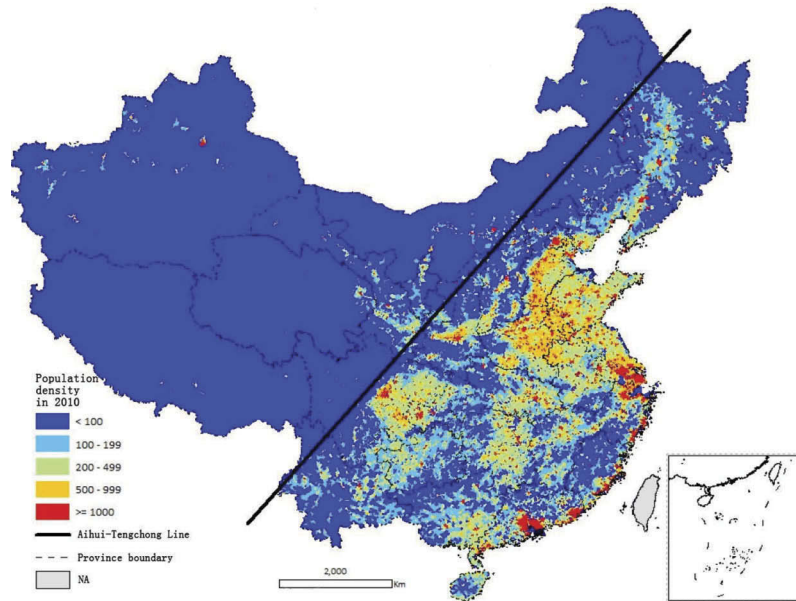 Population
density
in 2010
< 100
100 - 199
200 - 499
500 - 999
>= 1000
Aihui-Tengchong Line
Province boundary
NA
2,000
Km